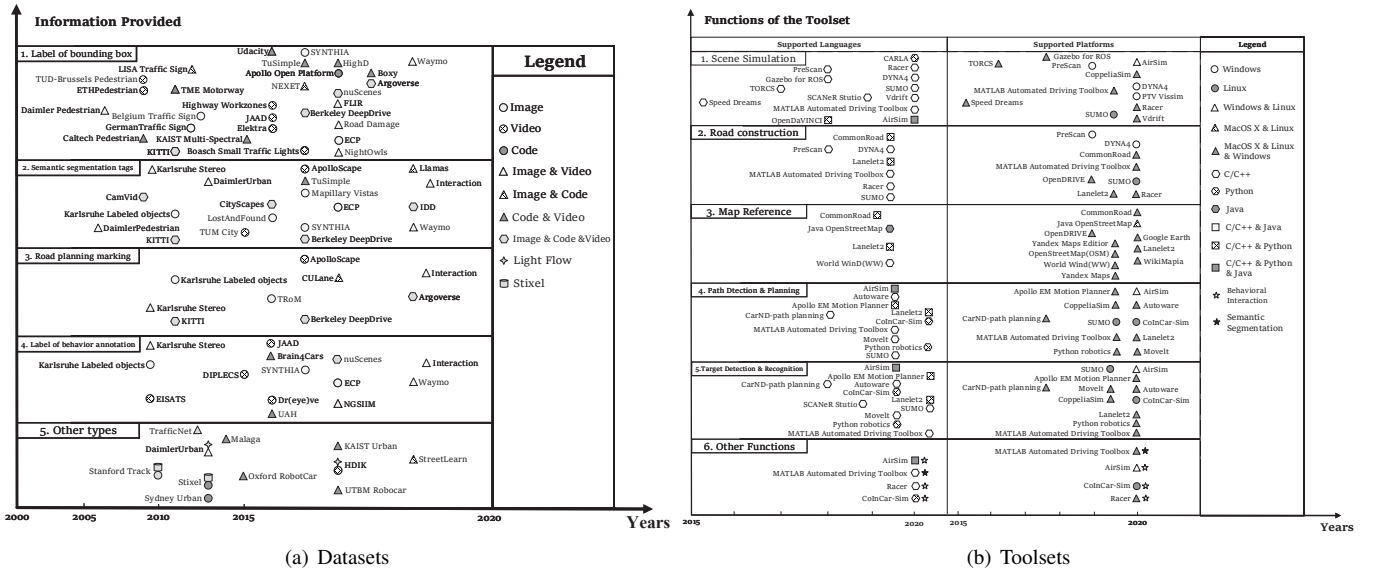 Information Provided
1. Label of bounding box
Udacity
SYNTHIA
TuSimple
HighD
Waymo
LISA Traffic Sign
Apollo Open Platform
Boxy
TUD-Brussels Pedestrian
Argoverse
ETHPedestrian
TME Motorway
NEXET
nuScenes
Highway Workzones
FLIR
Daimler Pedestrian
Belgium Traffic Sign
JAAD
Berkeley DeepDrive
GermanTraffic Sign
Elektra
Road Damage
Caltech Pedestrian
KAIST Multi-Spectral
ECP
KITTI
Boasch Small Traffic Lights
NightOwls
2. Semantic segmentation tags
Karlsruhe Stereo
ApolloScape
Llamas
DaimlerUrban
TuSimple
Interaction
CamVid
Mapillary Vistas
CityScapes
ECP
IDD
Karlsruhe Labeled objects
LostAndFound
DaimlerPedestrian
TUM City
SYNTHIA
Waymo
KITTI
Berkeley DeepDrive
3. Road planning marking
ApolloScape
Karlsruhe Labeled objects
CULane
Interaction
TRoM
Argoverse
Karlsruhe Stereo
KITTI
Berkeley DeepDrive
4. Label of behavior annotation
Karlsruhe Stereo
JAAD
Brain4Cars
nuScenes
Karlsruhe Labeled objects
SYNTHIA
Interaction
DIPLECS
ECP
Waymo
EISATS
Dr(eye)ve
NGSIIM
UAH
5. Other types
TrafficNet
Malaga
DaimlerUrban
KAIST Urban
Stanford Track
HDIK
StreetLearn
Stixel
Oxford RobotCar
Sydney Urban
UTBM Robocar
2000
2005
2010
2015
2020
Years
Legend
Image
Video
Code
Image & Video
Image & Code
Code & Video
Image & Code &Video
Light Flow
Stixel
(a) Datasets
Functions of the Toolset
Supported Languages
Supported Platforms
Legend
1. Scene Simulation
CARLA
PreScan
Racer
Gazebo for ROS
DYNA4
TORCS
SUMO
SCANeR Stutio
Vdrift
Speed Dreams
MATLAB Automated Driving Toolbox
OpenDaVINCI
AirSim
TORCS
Gazebo for ROS
PreScan
AirSim
CoppeliaSim
MATLAB Automated Driving Toolbox
DYNA4
PTV Vissim
Speed Dreams
Racer
SUMO
Vdrift
2. Road construction
CommonRoad
PreScan
DYNA4
Lanelet2
MATLAB Automated Driving Toolbox
Racer
SUMO
PreScan
DYNA4
CommonRoad
MATLAB Automated Driving Toolbox
OpenDRIVE
SUMO
Lanelet2
Racer
3. Map Reference
CommonRoad
Java OpenStreetMap
Lanelet2
World WinD(WW)
CommonRoad
Java OpenStreetMap
OpenDRIVE
Google Earth
Yandex Maps Editior
OpenStreetMap(OSM)
Lanelet2
World Wind(WW)
WikiMapia
Yandex Maps
4. Path Dtection & Planning
AirSim
Autoware
Apollo EM Motion Planner
CarND-path planning
Lanelet2
CoInCar-Sim
MATLAB Automated Driving Toolbox
MoveIt
Python robotics
SUMO
Apollo EM Motion Planner
AirSim
CoppeliaSim
Autoware
CarND-path planning
SUMO
CoInCar-Sim
MATLAB Automated Driving Toolbox
Lanelet2
Python robotics
MoveIt
5.Target Detection & Recognition
AirSim
Apollo EM Motion Planner
CarND-path planning
Autoware
CoInCar-Sim
SCANeR Stutio
Lanelet2
SUMO
MoveIt
Python robotics
MATLAB Automated Driving Toolbox
SUMO
AirSim
Apollo EM Motion Planner
CarND-path planning
MoveIt
Autoware
CoppeliaSim
CoInCar-Sim
Lanelet2
Python robotics
MATLAB Automated Driving Toolbox
6. Other Functions
AirSim
MATLAB Automated Driving Toolbox
Racer
CoInCar-Sim
MATLAB Automated Driving Toolbox
AirSim
CoInCar-Sim
Racer
2015
2020
2015
2020
Years
Windows
Linux
Windows & Linux
MacOS X & Linux
MacOS X & Linux
& Windows
C/C++
Python
Java
C/C++ & Java
C/C++ & Python
C/C++ & Python
& Java
Behavioral
Interaction
Semantic
Segmentation
(b) Toolsets